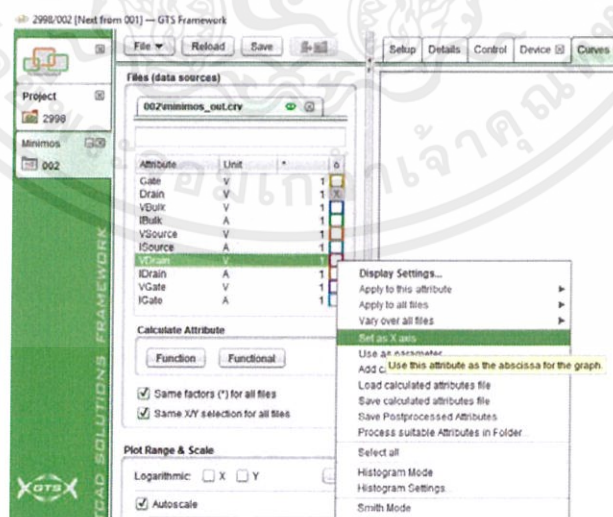 2998/002 [Next from 001] — GTS Framework
File Reload Save
Setup Details Control Device Curves
Files (data sources)
002\minimos_out.crv
Project
2998
Minimos
002
Attribute Unit * o
Gate V 1
Drain V 1 X
VBulk V 1
IBulk A 1
VSource V 1
ISource A 1
VDrain V 1
IDrain A 1
VGate V 1
IGate A 1
Display Settings...
Apply to this attribute
Apply to all files
Vary over all files
Set as X axis
Use as parameter
Add c
Use this attribute as the abscissa for the graph.
Load calculated attributes file
Save calculated attributes file
Save Postprocessed Attributes
Process suitable Attributes in Folder...
Select all
Histogram Mode
Histogram Settings...
Smith Mode
Calculate Attribute
Function Functional
Same factors (*) for all files
Same X/Y selection for all files
Plot Range & Scale
Logarithmic: X Y
Autoscale
TCAD SOLUTIONS FRAMEWORK
GTS